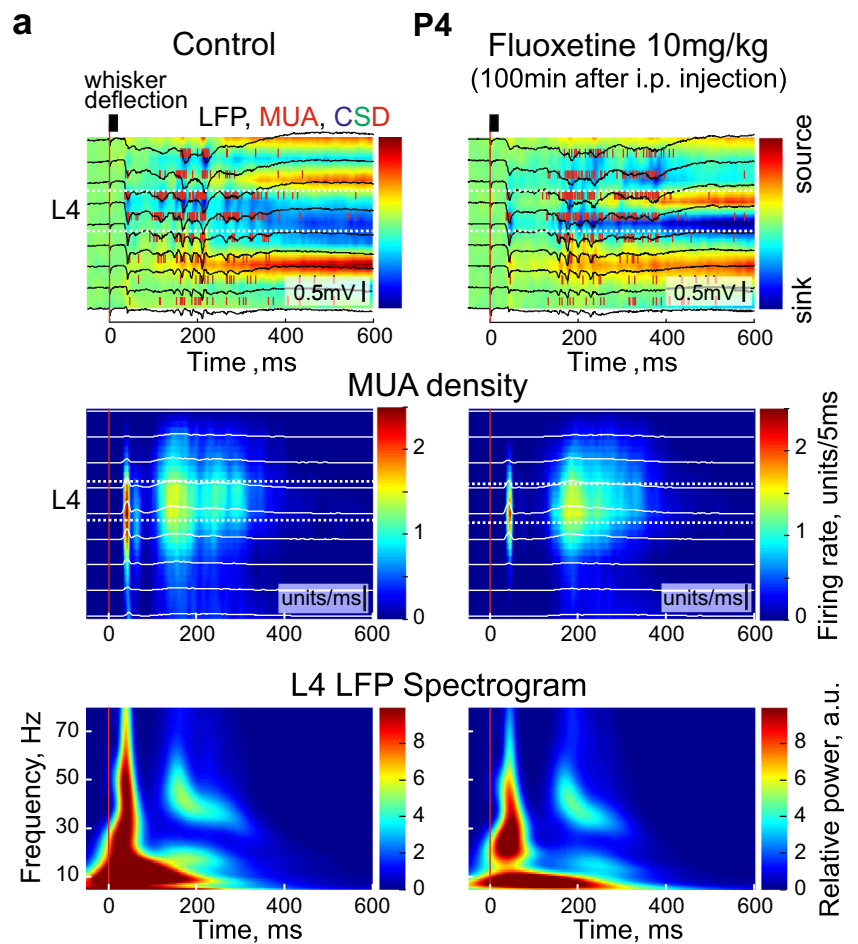 a
P4
Control
Fluoxetine 10mg/kg
(100min after i.p. injection)
whisker
deflection
LFP, MUA, CSD
L4
0.5mV
0.5mV
source
sink
0 200 400 600
0 200 400 600
Time ,ms
Time ,ms
MUA density
L4
units/ms
units/ms
2
1
0
2
1
0
Firing rate, units/5ms
0 200 400 600
0 200 400 600
L4 LFP Spectrogram
Frequency, Hz
70
50
30
10
8
6
4
2
0
8
6
4
2
0
Relative power, a.u.
0 200 400 600
0 200 400 600
Time, ms
Time, ms